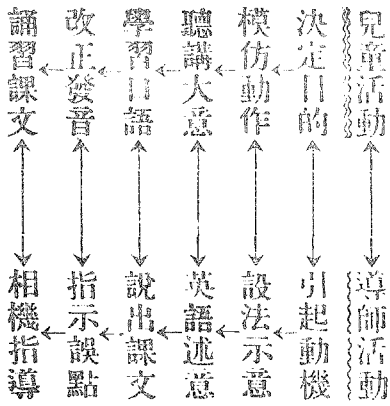 兒童活動
決定目的
模仿動作
聽講大意
學習口語
改正發音
誦習課文
導師活動
引起動機
設法示意
英語述意
說出課文
指示誤點
相機指導